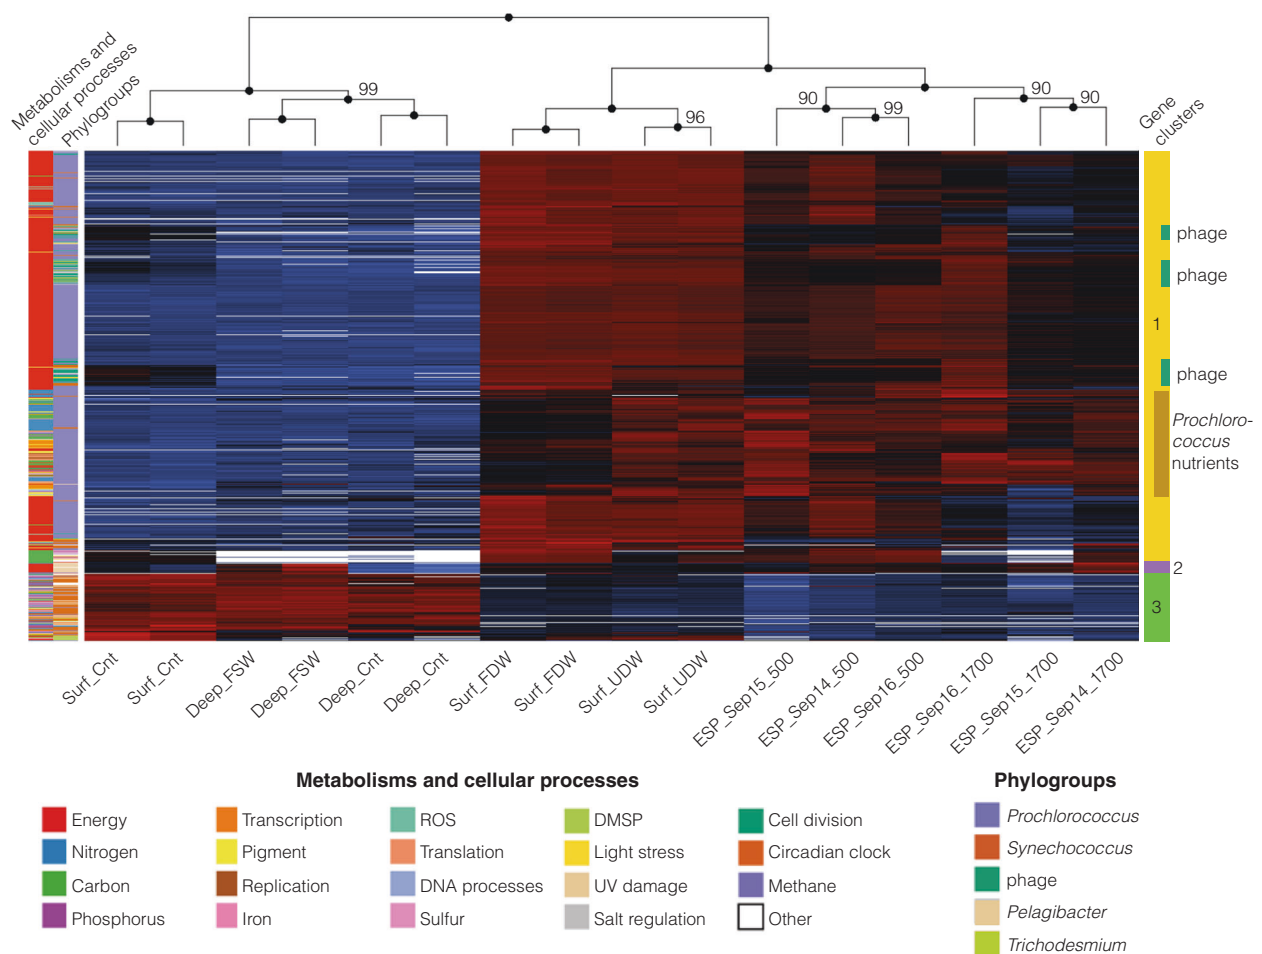 Metabolisms and
cellular processes
Phylogroups
99
96
90
99
90
90
Gene
clusters
phage
phage
1
phage
Prochloro-
coccus
nutrients
2
3
Surf_Cnt
Surf_Cnt
Deep_FSW
Deep_FSW
Deep_Cnt
Deep_Cnt
Surf_FDW
Surf_FDW
Surf_UDW
Surf_UDW
ESP_Sep15_500
ESP_Sep14_500
ESP_Sep16_500
ESP_Sep16_1700
ESP_Sep15_1700
ESP_Sep14_1700
Metabolisms and cellular processes
Energy
Nitrogen
Carbon
Phosphorus
Transcription
Pigment
Replication
Iron
ROS
Translation
DNA processes
Sulfur
DMSP
Light stress
UV damage
Salt regulation
Cell division
Circadian clock
Methane
Other
Phylogroups
Prochlorococcus
Synechococcus
phage
Pelagibacter
Trichodesmium